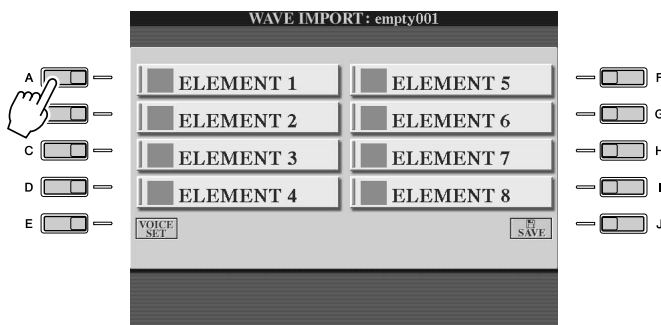 WAVE IMPORT: empty001
A
ELEMENT 1
ELEMENT 5
F
ELEMENT 2
ELEMENT 6
G
C
ELEMENT 3
ELEMENT 7
H
D
ELEMENT 4
ELEMENT 8
I
E
VOICE
SET
SAVE
J